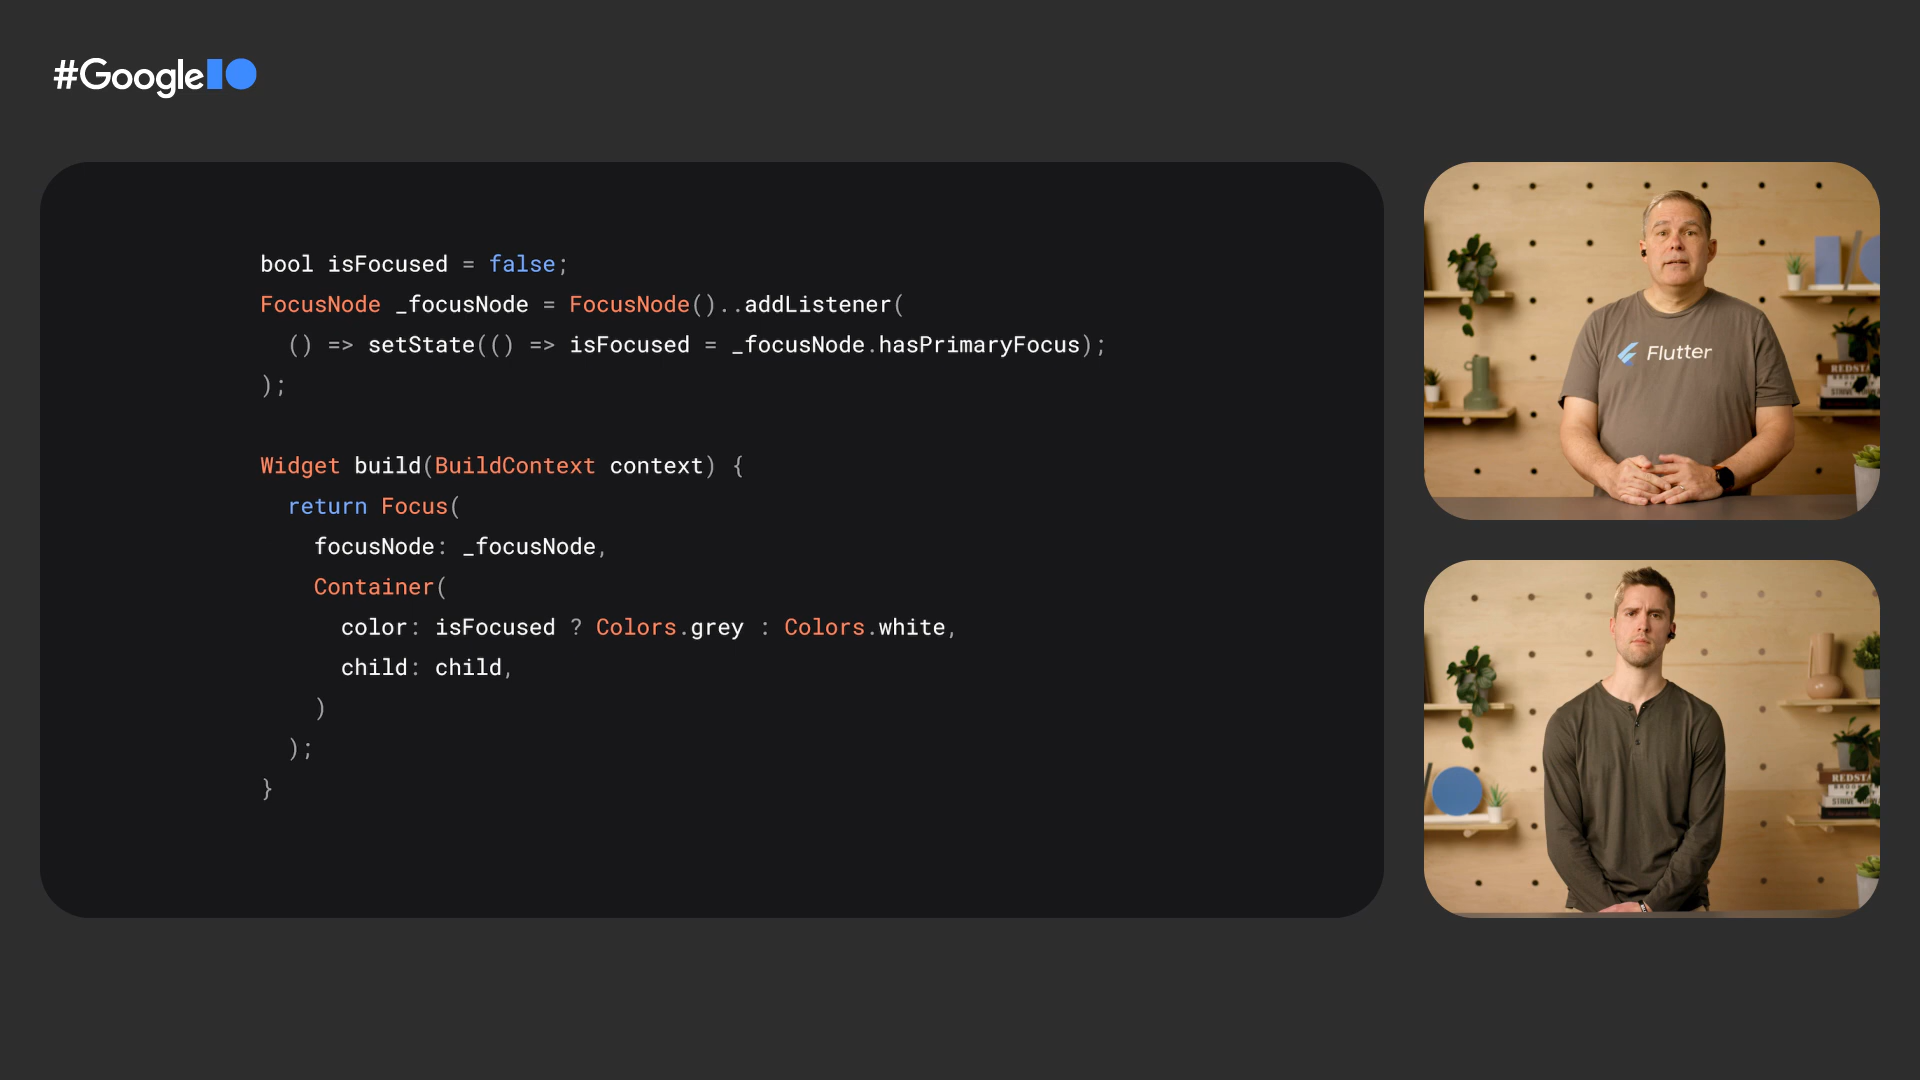 #GoogleIO
bool isFocused = false;
FocusNode _focusNode = FocusNode()..addListener(
  () => setState(() => isFocused = _focusNode.hasPrimaryFocus);
);
Widget build(BuildContext context) {
  return Focus(
    focusNode: _focusNode,
    Container(
      color: isFocused ? Colors.grey : Colors.white,
      child: child,
    )
  );
}
Flutter